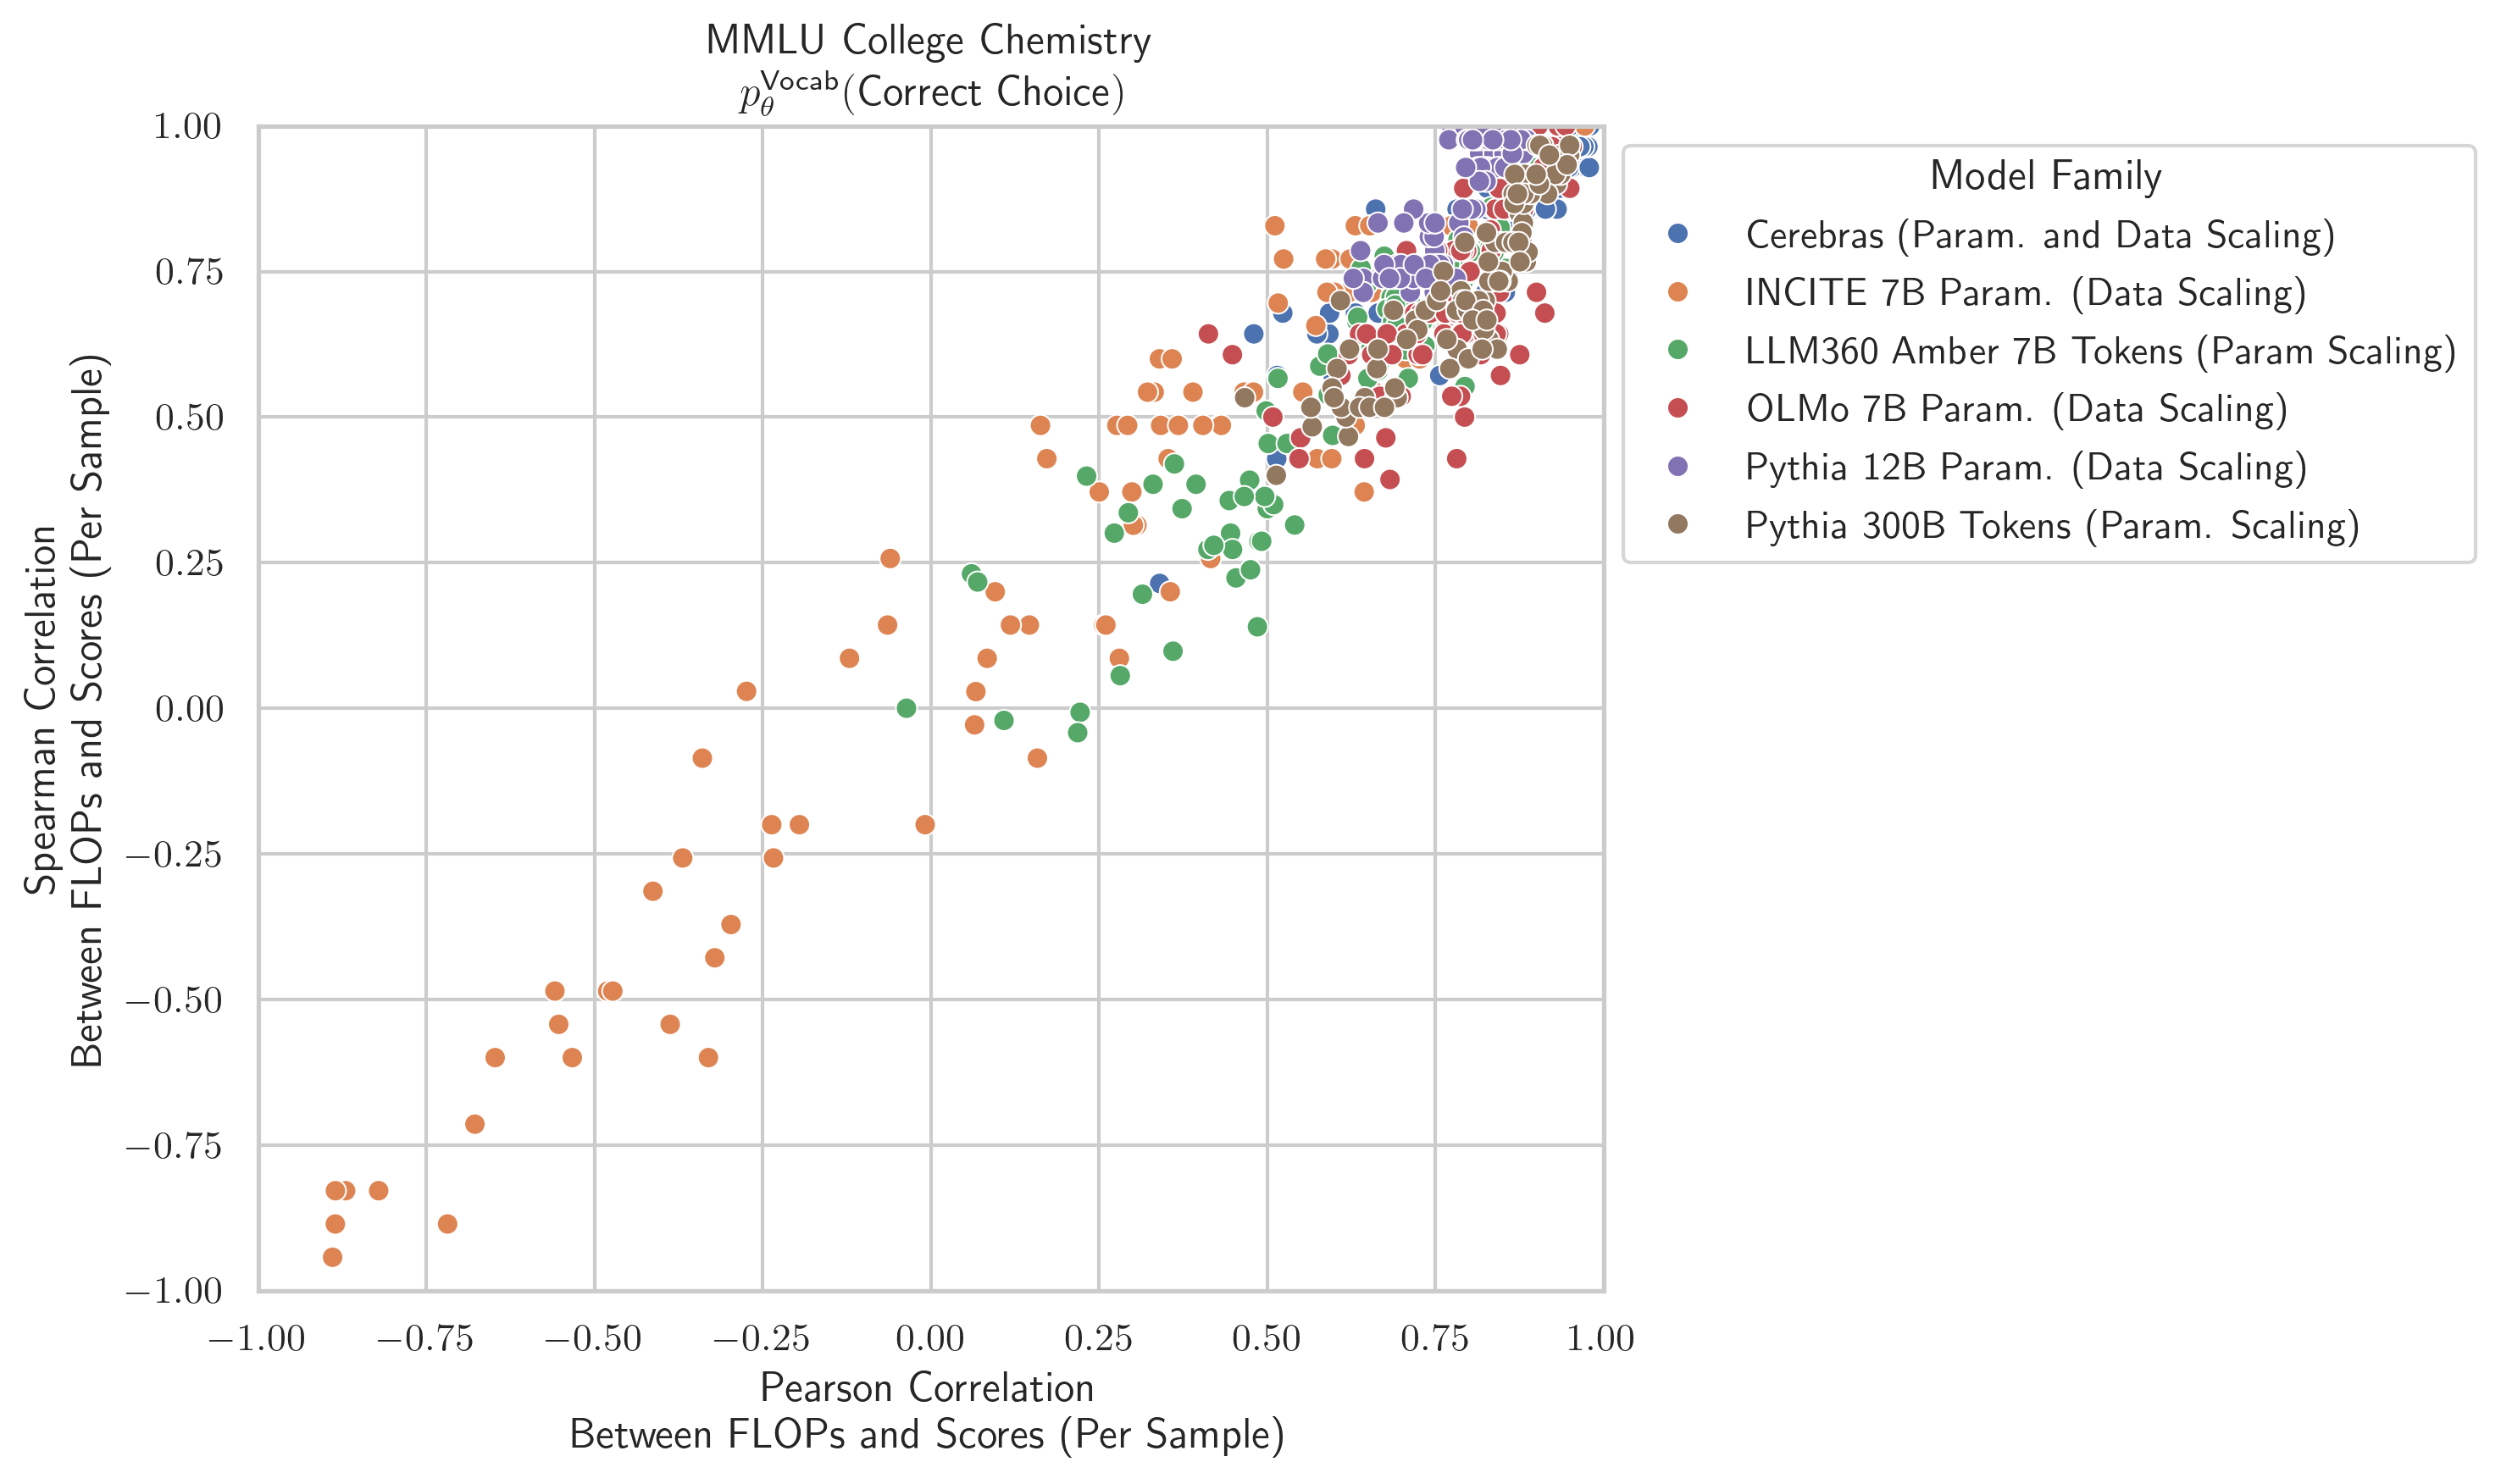 MMLU College Chemistry
p_θ^Vocab(Correct Choice)
Spearman Correlation
Between FLOPs and Scores (Per Sample)
1.00
0.75
0.50
0.25
0.00
−0.25
−0.50
−0.75
−1.00
−1.00
−0.75
−0.50
−0.25
0.00
0.25
0.50
0.75
1.00
Pearson Correlation
Between FLOPs and Scores (Per Sample)
Model Family
Cerebras (Param. and Data Scaling)
INCITE 7B Param. (Data Scaling)
LLM360 Amber 7B Tokens (Param Scaling)
OLMo 7B Param. (Data Scaling)
Pythia 12B Param. (Data Scaling)
Pythia 300B Tokens (Param. Scaling)